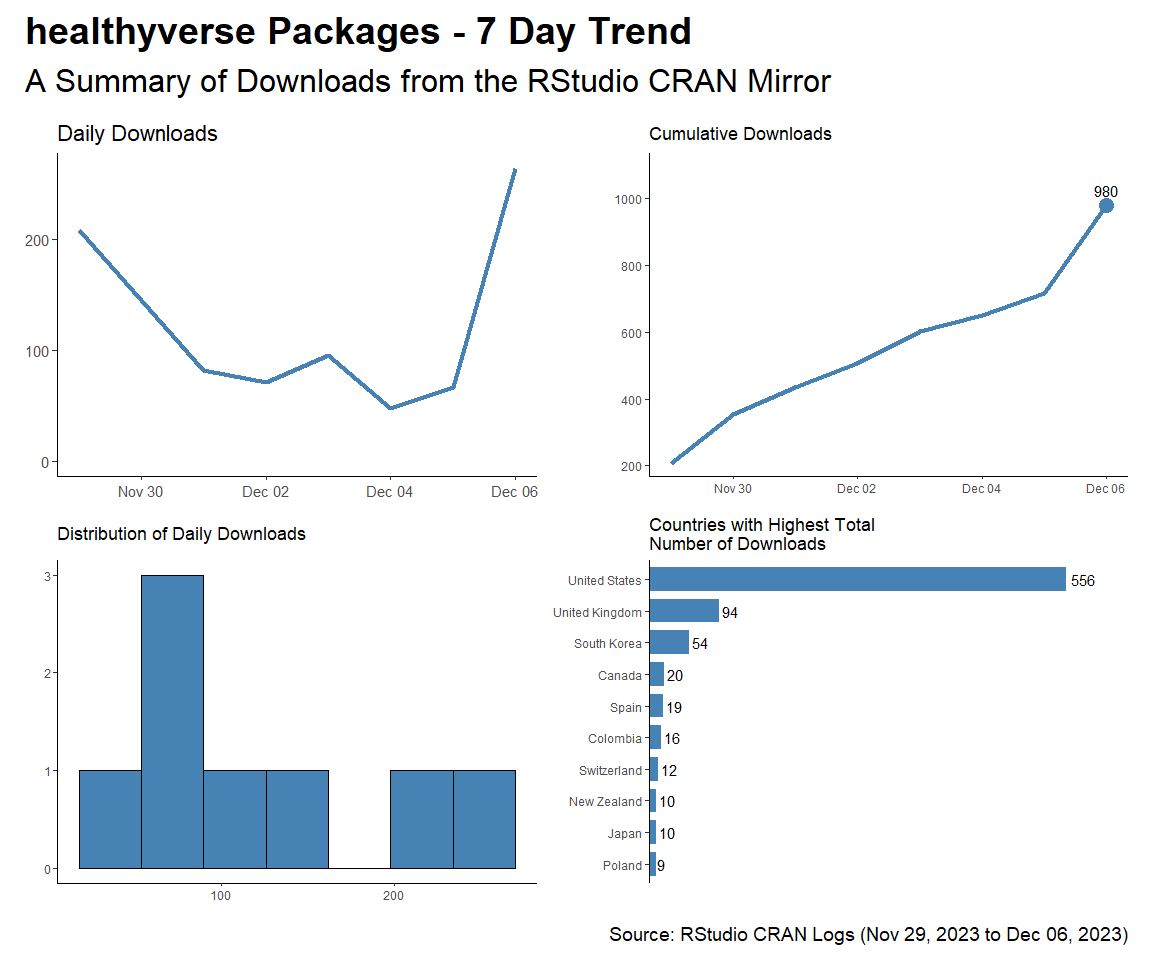 healthyverse Packages - 7 Day Trend
A Summary of Downloads from the RStudio CRAN Mirror
Daily Downloads
200
100
0
Nov 30 Dec 02 Dec 04 Dec 06
Cumulative Downloads
980
1000
800
600
400
200
Nov 30 Dec 02 Dec 04 Dec 06
Distribution of Daily Downloads
3
2
1
0
100 200
Countries with Highest Total
Number of Downloads
United States 556
United Kingdom 94
South Korea 54
Canada 20
Spain 19
Colombia 16
Switzerland 12
New Zealand 10
Japan 10
Poland 9
Source: RStudio CRAN Logs (Nov 29, 2023 to Dec 06, 2023)